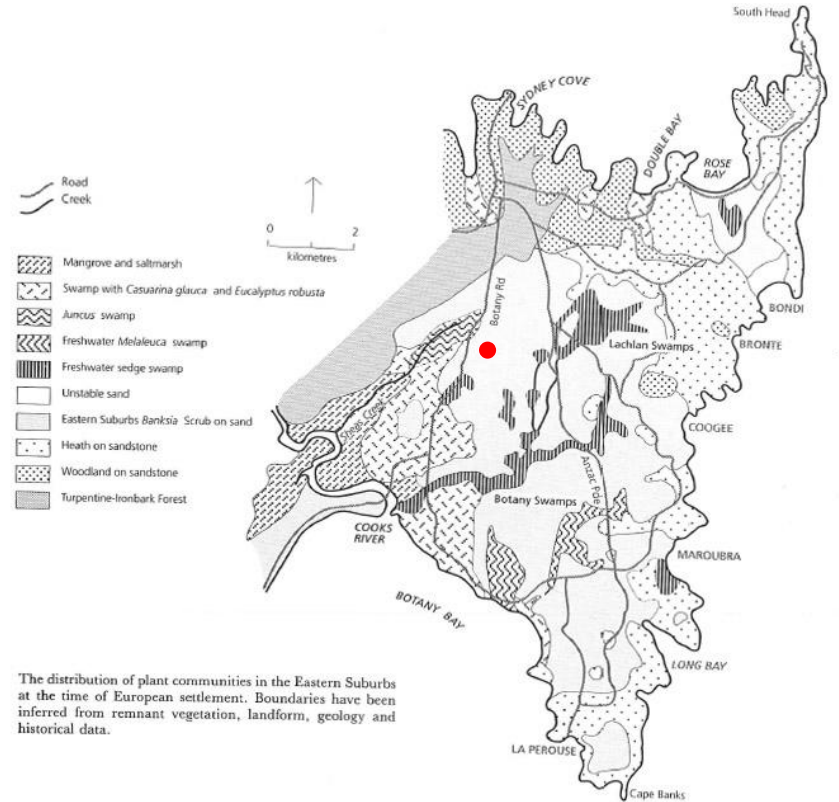 South Head
SYDNEY COVE
DOUBLE BAY
ROSE
BAY
Road
Creek
0 2
kilometres
Mangrove and saltmarsh
Swamp with Casuarina glauca and Eucalyptus robusta
Juncus swamp
Freshwater Melaleuca swamp
Freshwater sedge swamp
Unstable sand
Eastern Suburbs Banksia Scrub on sand
Heath on sandstone
Woodland on sandstone
Turpentine-Ironbark Forest
Botany Rd
BONDI
Lachlan Swamps
BRONTE
Sheas Creek
COOGEE
Anzac Pde
Botany Swamps
COOKS
RIVER
MAROUBRA
BOTANY BAY
LONG BAY
LA PEROUSE
Cape Banks
The distribution of plant communities in the Eastern Suburbs
at the time of European settlement. Boundaries have been
inferred from remnant vegetation, landform, geology and
historical data.